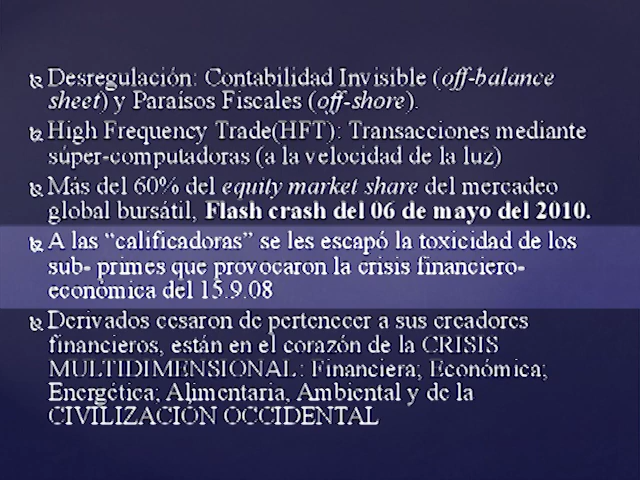 Desregulación: Contabilidad Invisible (off-balance
sheet) y Paraísos Fiscales (off-shore).
High Frequency Trade(HFT): Transacciones mediante
súper-computadoras (a la velocidad de la luz)
Más del 60% del equity market share del mercadeo
global bursátil, Flash crash del 06 de mayo del 2010.
A las "calificadoras" se les escapó la toxicidad de los
sub- primes que provocaron la crisis financiero-
económica del 15.9.08
Derivados cesaron de pertenecer a sus creadores
financieros, están en el corazón de la CRISIS
MULTIDIMENSIONAL: Financiera; Económica;
Energética; Alimentaria, Ambiental y de la
CIVILIZACIÓN OCCIDENTAL